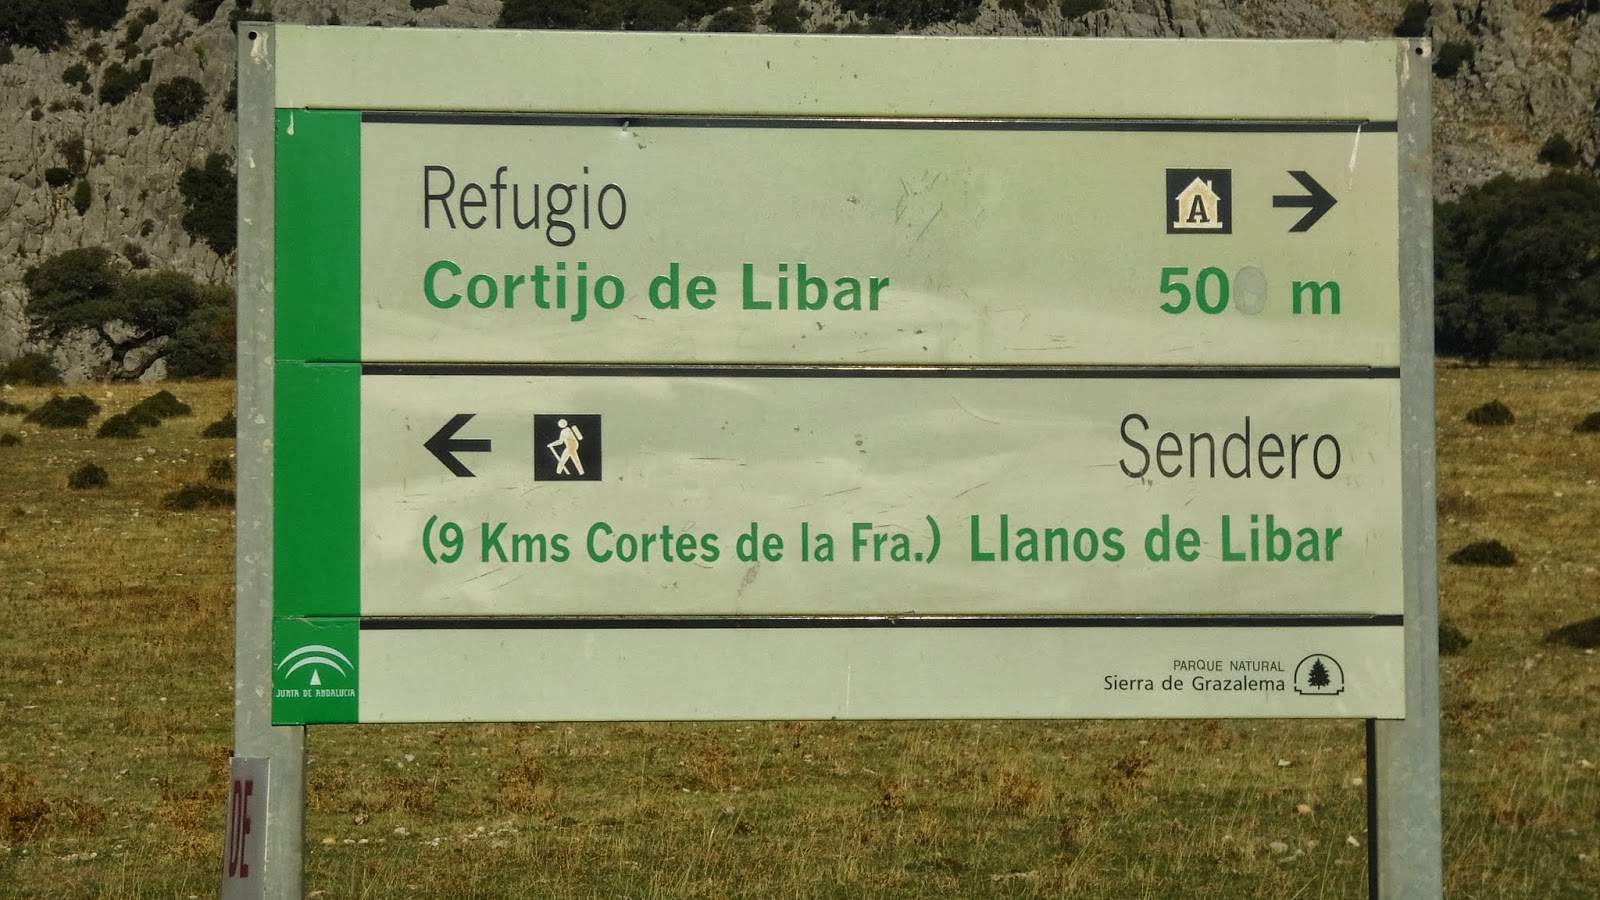 Refugio
A
Cortijo de Libar
50 m
Sendero
(9 Kms Cortes de la Fra.) Llanos de Libar
JUNTA DE ANDALUCIA
PARQUE NATURAL
Sierra de Grazalema
DE